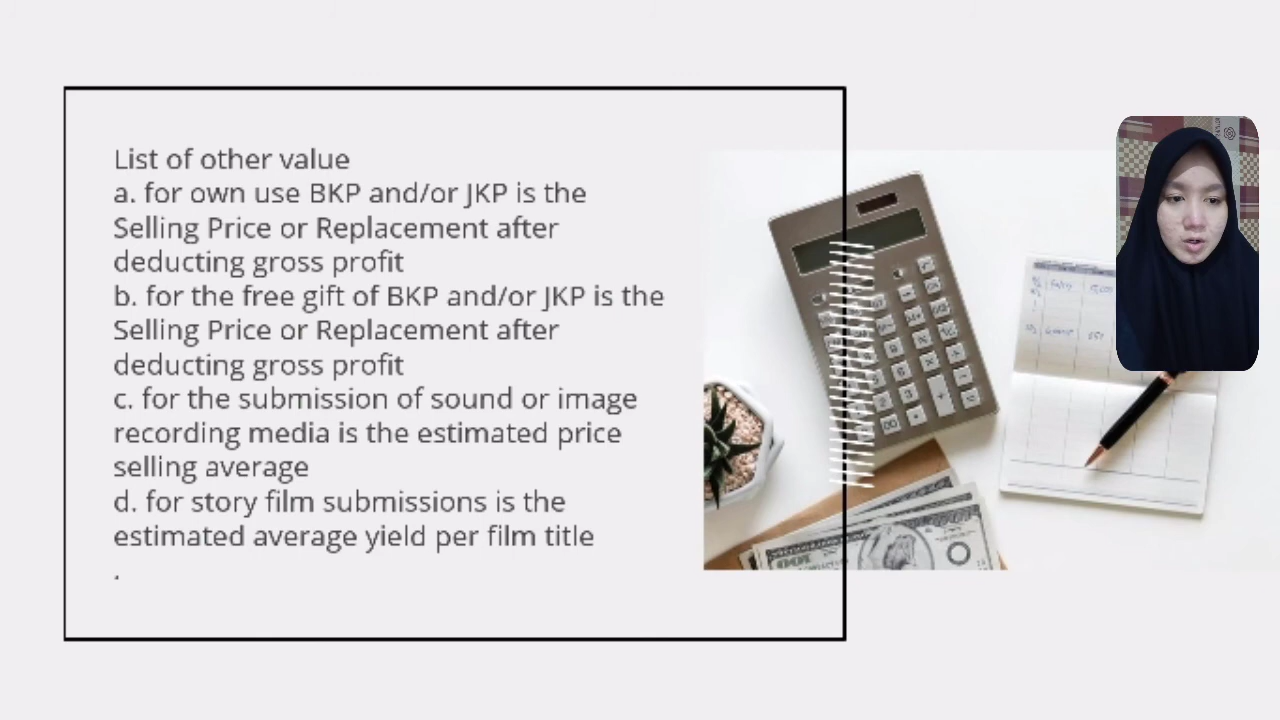 List of other value
a. for own use BKP and/or JKP is the
Selling Price or Replacement after
deducting gross profit
b. for the free gift of BKP and/or JKP is the
Selling Price or Replacement after
deducting gross profit
c. for the submission of sound or image
recording media is the estimated price
selling average
d. for story film submissions is the
estimated average yield per film title
.